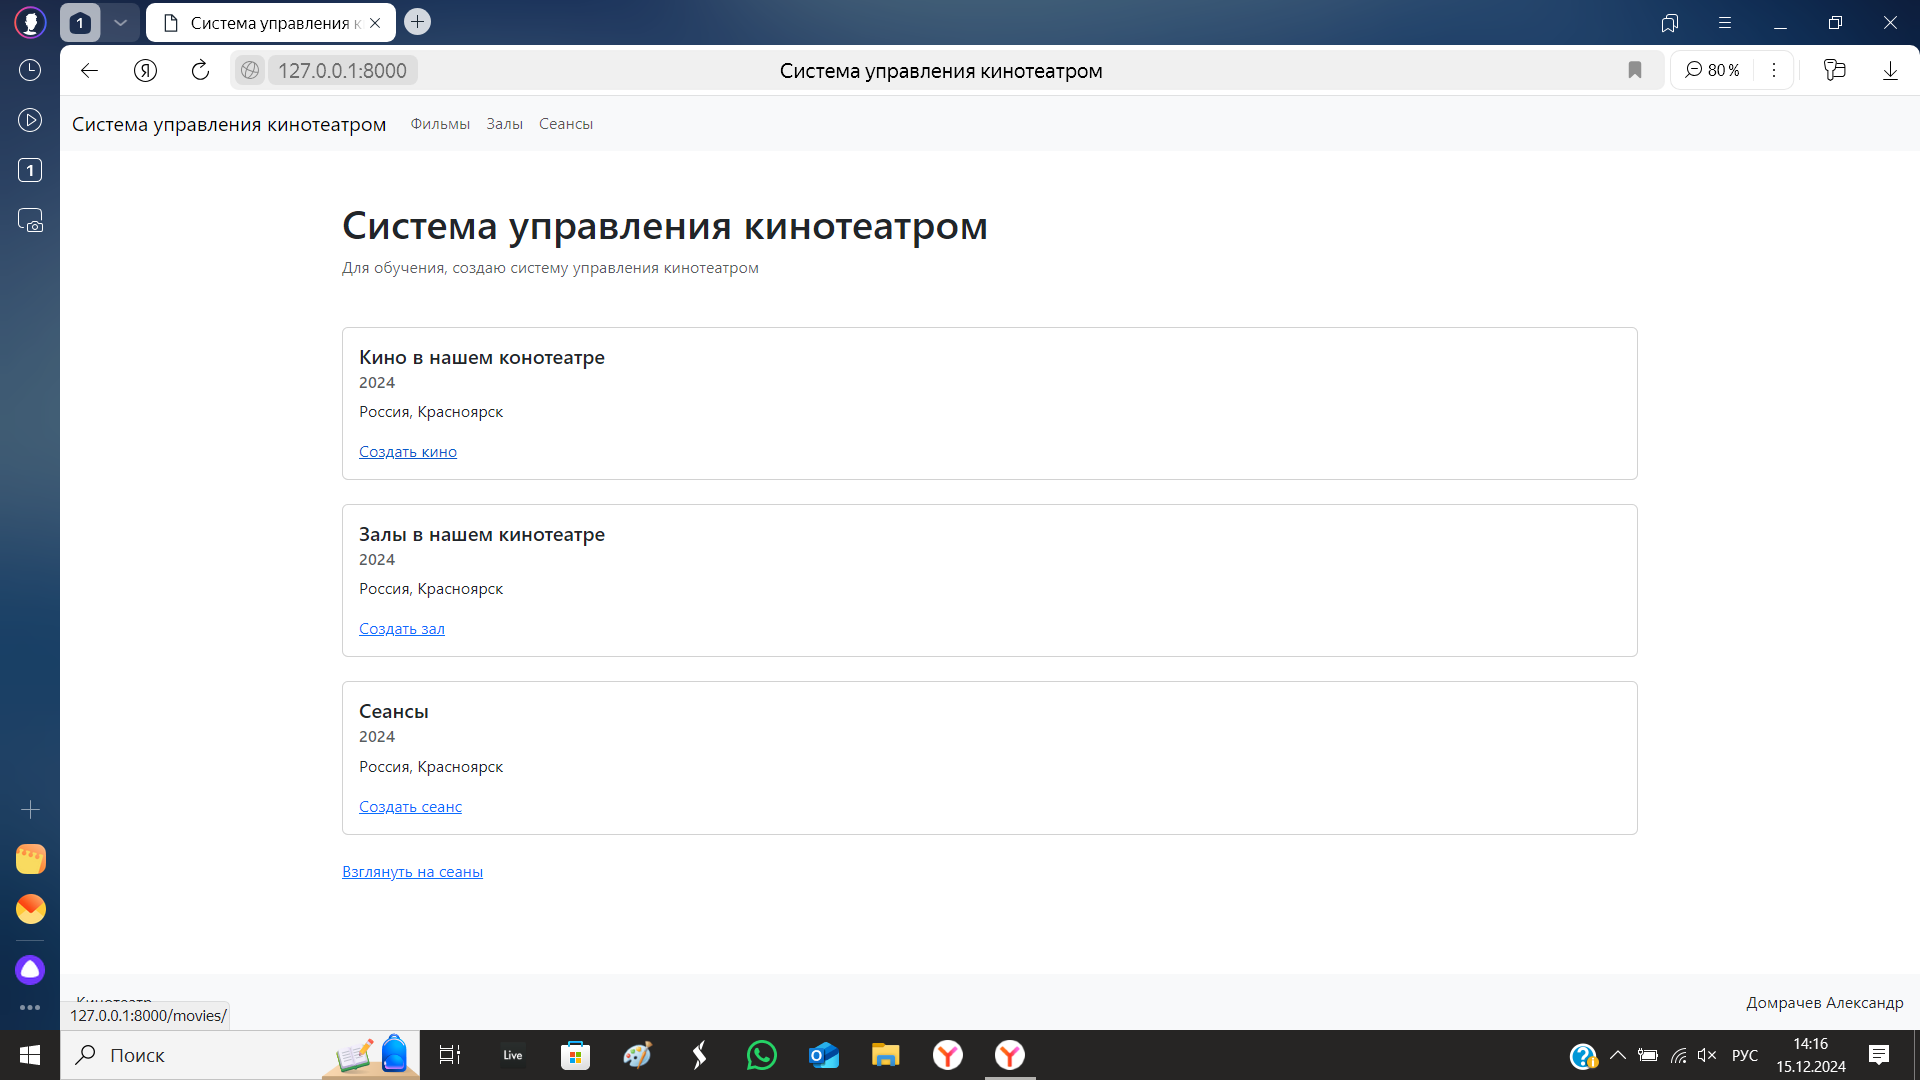 1
Система управления к
127.0.0.1:8000
Система управления кинотеатром
80 %
Система управления кинотеатром
Фильмы
Залы
Сеансы
1
Система управления кинотеатром
Для обучения, создаю систему управления кинотеатром
Кино в нашем конотеатре
2024
Россия, Красноярск
Создать кино
Залы в нашем кинотеатре
2024
Россия, Красноярск
Создать зал
Сеансы
2024
Россия, Красноярск
Создать сеанс
Взглянуть на сеаны
Кинотеатр
Домрачев Александр
127.0.0.1:8000/movies/
Поиск
Live
РУС
14:16
15.12.2024